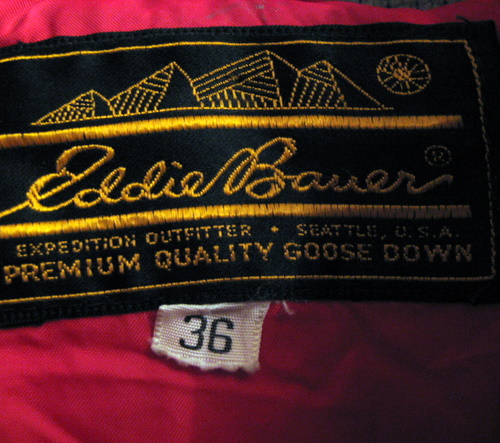 Eddie Bauer ®
EXPEDITION OUTFITTER • SEATTLE, U.S.A.
PREMIUM QUALITY GOOSE DOWN
36